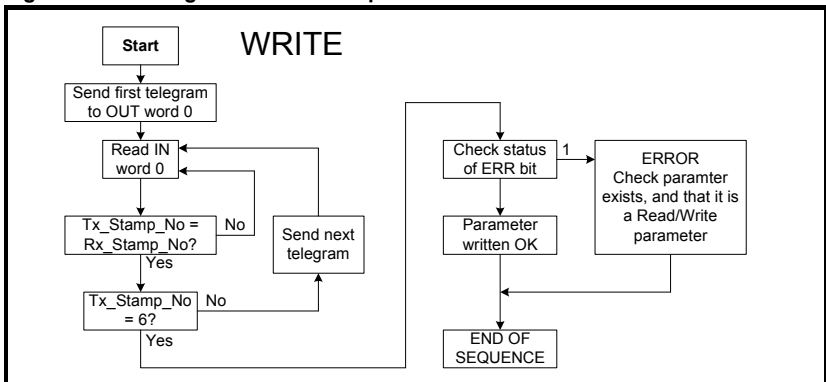 Start
WRITE
Send first telegram
to OUT word 0
Read IN
word 0
Tx_Stamp_No =
Rx_Stamp_No?
No
Yes
Send next
telegram
Tx_Stamp_No
= 6?
No
Yes
Check status
of ERR bit
1
ERROR
Check paramter
exists, and that it is
a Read/Write
parameter
Parameter
written OK
END OF
SEQUENCE